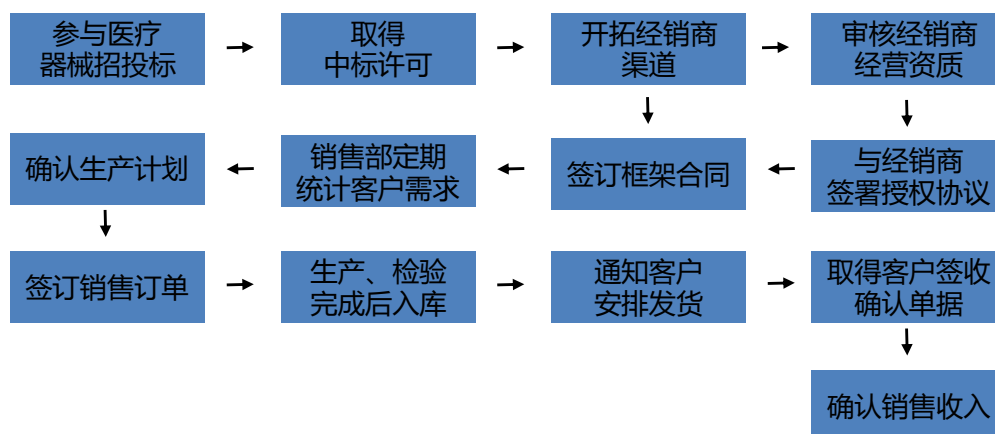 参与医疗
器械招投标
取得
中标许可
开拓经销商
渠道
审核经销商
经营资质
确认生产计划
销售部定期
统计客户需求
签订框架合同
与经销商
签署授权协议
签订销售订单
生产、检验
完成后入库
通知客户
安排发货
取得客户签收
确认单据
确认销售收入